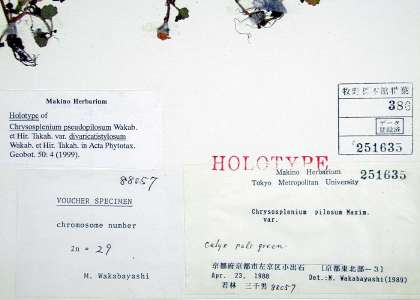 Makino Herbarium
Holotype of
Chrysosplenium pseudopilosum Wakab.
et Hir. Takah. var. divaricatistylosum
Wakab. et Hir. Takah. in Acta Phytotax.
Geobot. 50: 4 (1999).
88057
VOUCHER SPECIMEN
chromosome number
2n = 29
M. Wakabayashi
牧野標本館標葉
386
データ
登録済
251635
HOLOTYPE
Makino Herbarium
Tokyo Metropolitan University
251635
Chrysosplenium pilosum Maxim.
var.
Calyx pale green
京都府京都市左京区小出石 [京都東北部-3]
Apr. 23, 1988 Det.:M. Wakabayashi(1989)
若林 三千男 88057